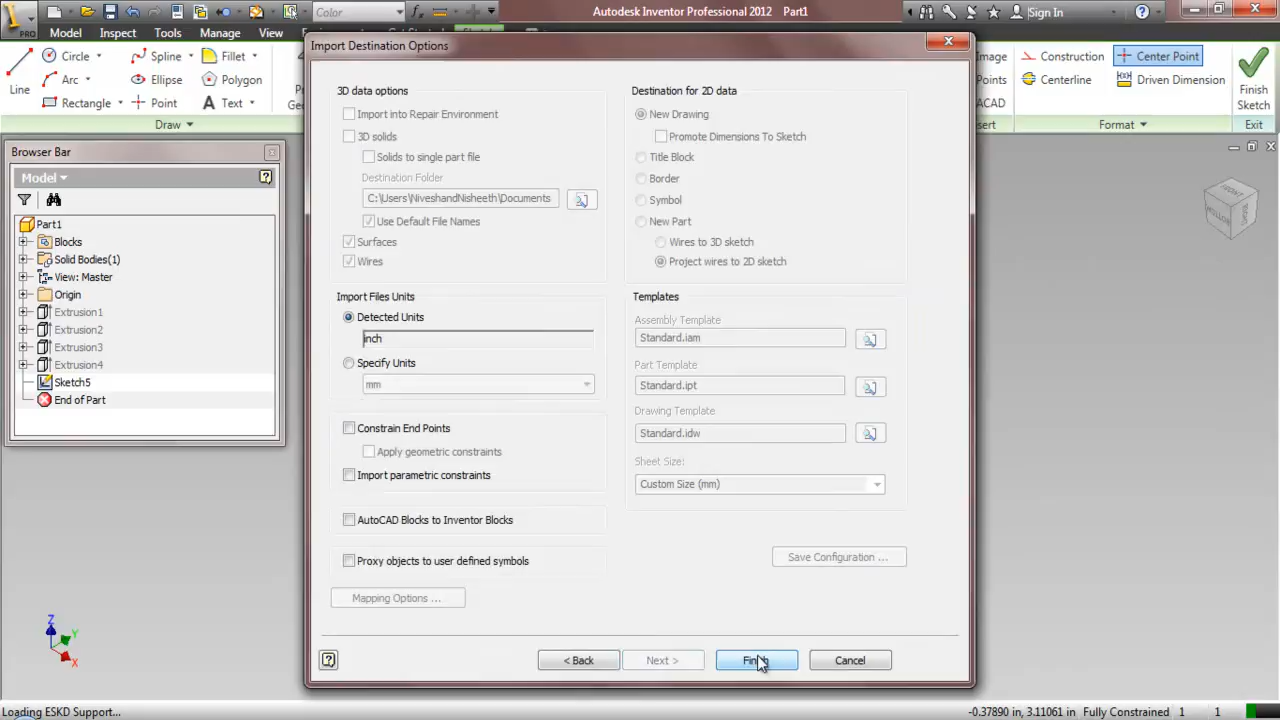 Color
Autodesk Inventor Professional 2012 Part1
Sign In
PRO
Model Inspect Tools Manage View
Line
Circle Spline Fillet
Arc Ellipse Polygon
Rectangle Point Text
Draw
Image
Points
ACAD
Construction Center Point
Centerline Driven Dimension
Format
Finish
Sketch
Exit
Browser Bar
Model
Part1
Blocks
Solid Bodies(1)
View: Master
Origin
Extrusion1
Extrusion2
Extrusion3
Extrusion4
Sketch5
End of Part
Import Destination Options
3D data options
Import into Repair Environment
3D solids
Solids to single part file
Destination Folder
C:\Users\NiveshandNisheeth\Documents
Use Default File Names
Surfaces
Wires
Import Files Units
Detected Units
inch
Specify Units
mm
Constrain End Points
Apply geometric constraints
Import parametric constraints
AutoCAD Blocks to Inventor Blocks
Proxy objects to user defined symbols
Mapping Options ...
Destination for 2D data
New Drawing
Promote Dimensions To Sketch
Title Block
Border
Symbol
New Part
Wires to 3D sketch
Project wires to 2D sketch
Templates
Assembly Template
Standard.iam
Part Template
Standard.ipt
Drawing Template
Standard.idw
Sheet Size:
Custom Size (mm)
Save Configuration ...
< Back Next > Finish Cancel
FRONT
BOTTOM
Z
Y
X
Loading ESKD Support...
-0.37890 in, 3.11061 in Fully Constrained 1 1